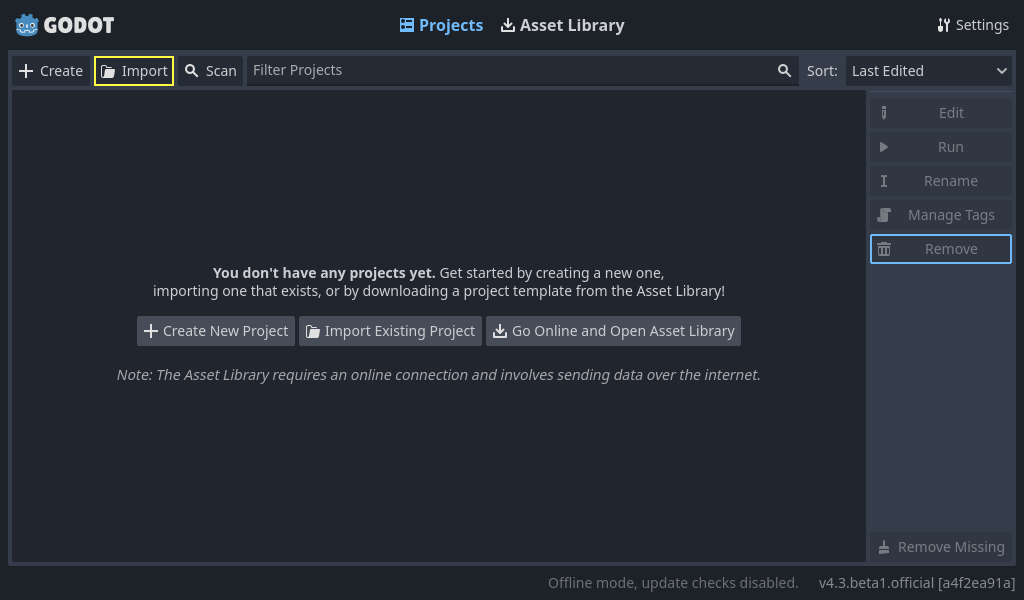 GODOT
Projects
Asset Library
Settings
Create
Import
Scan
Filter Projects
Sort:
Last Edited
Edit
Run
Rename
Manage Tags
Remove
You don't have any projects yet. Get started by creating a new one,
importing one that exists, or by downloading a project template from the Asset Library!
Create New Project
Import Existing Project
Go Online and Open Asset Library
Note: The Asset Library requires an online connection and involves sending data over the internet.
Remove Missing
Offline mode, update checks disabled.
v4.3.beta1.official [a4f2ea91a]